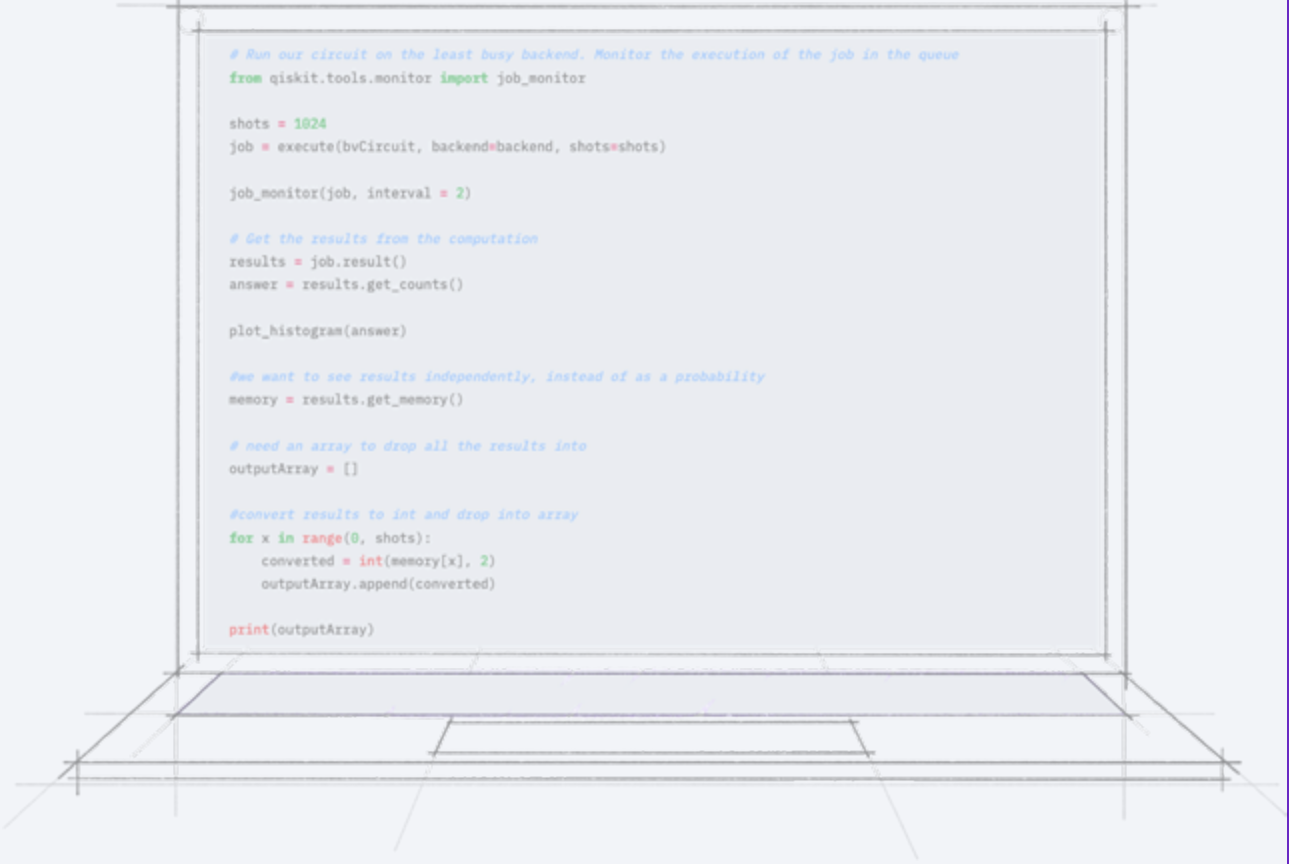 # Run our circuit on the least busy backend. Monitor the execution of the job in the queue
from qiskit.tools.monitor import job_monitor
shots = 1024
job = execute(bvCircuit, backend=backend, shots=shots)
job_monitor(job, interval = 2)
# Get the results from the computation
results = job.result()
answer = results.get_counts()
plot_histogram(answer)
#we want to see results independently, instead of as a probability
memory = results.get_memory()
# need an array to drop all the results into
outputArray = []
#convert results to int and drop into array
for x in range(0, shots):
    converted = int(memory[x], 2)
    outputArray.append(converted)
print(outputArray)